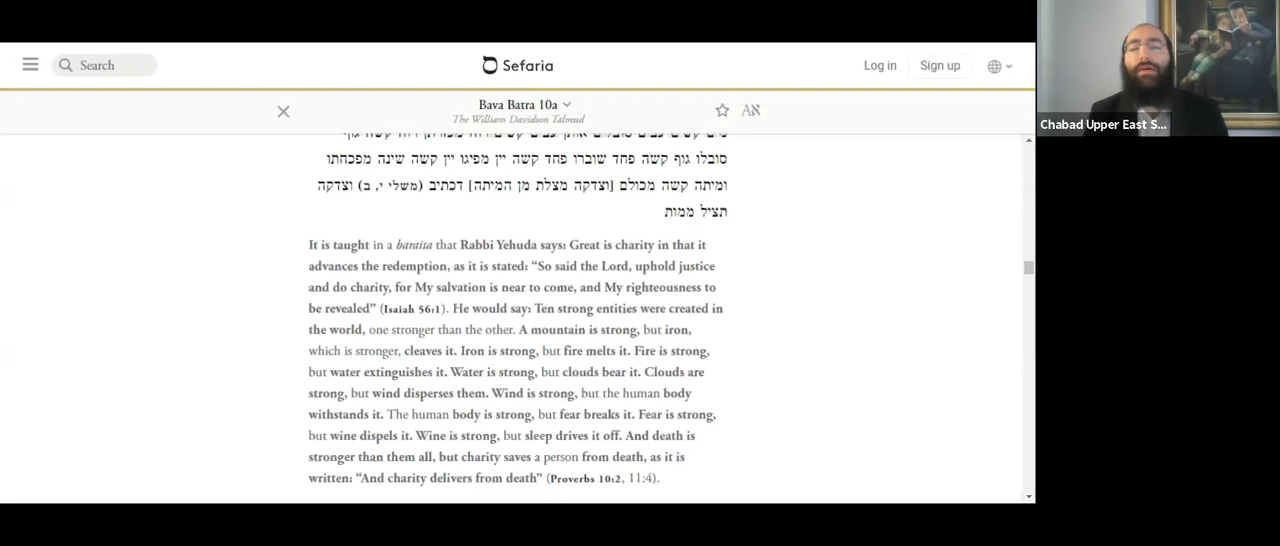 Search
Sefaria
Log in
Sign up
Bava Batra 10a
The William Davidson Talmud
Aא
סובלו גוף קשה פחד שוברו פחד קשה יין מפיגו יין קשה שינה מפכחתו
ומיתה קשה מכולם [וצדקה מצלת מן המיתה] דכתיב (משלי י, ב) וצדקה
תציל ממות
It is taught in a baraita that Rabbi Yehuda says: Great is charity in that it
advances the redemption, as it is stated: “So said the Lord, uphold justice
and do charity, for My salvation is near to come, and My righteousness to
be revealed” (Isaiah 56:1). He would say: Ten strong entities were created in
the world, one stronger than the other. A mountain is strong, but iron,
which is stronger, cleaves it. Iron is strong, but fire melts it. Fire is strong,
but water extinguishes it. Water is strong, but clouds bear it. Clouds are
strong, but wind disperses them. Wind is strong, but the human body
withstands it. The human body is strong, but fear breaks it. Fear is strong,
but wine dispels it. Wine is strong, but sleep drives it off. And death is
stronger than them all, but charity saves a person from death, as it is
written: “And charity delivers from death” (Proverbs 10:2, 11:4).
Chabad Upper East S...